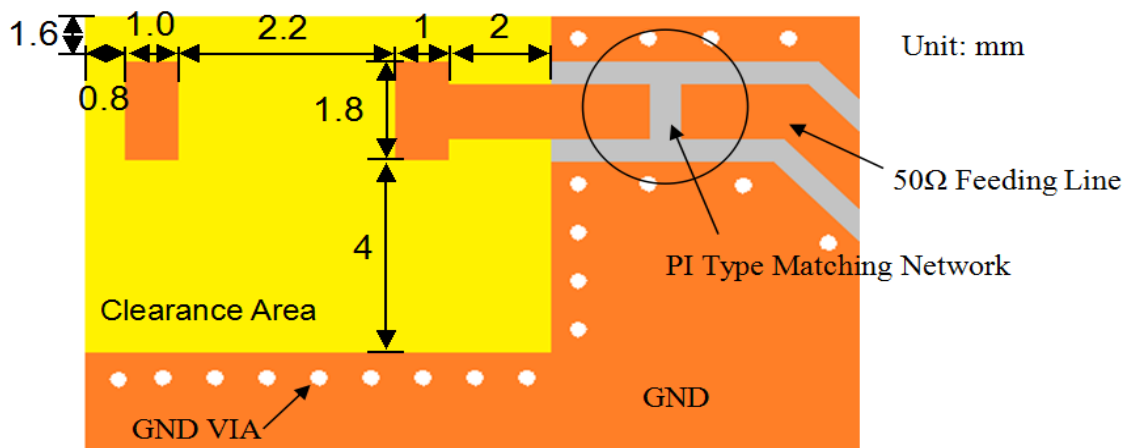 1.6
1.0
2.2
1
2
Unit: mm
0.8
1.8
50Ω Feeding Line
4
PI Type Matching Network
Clearance Area
GND
GND VIA